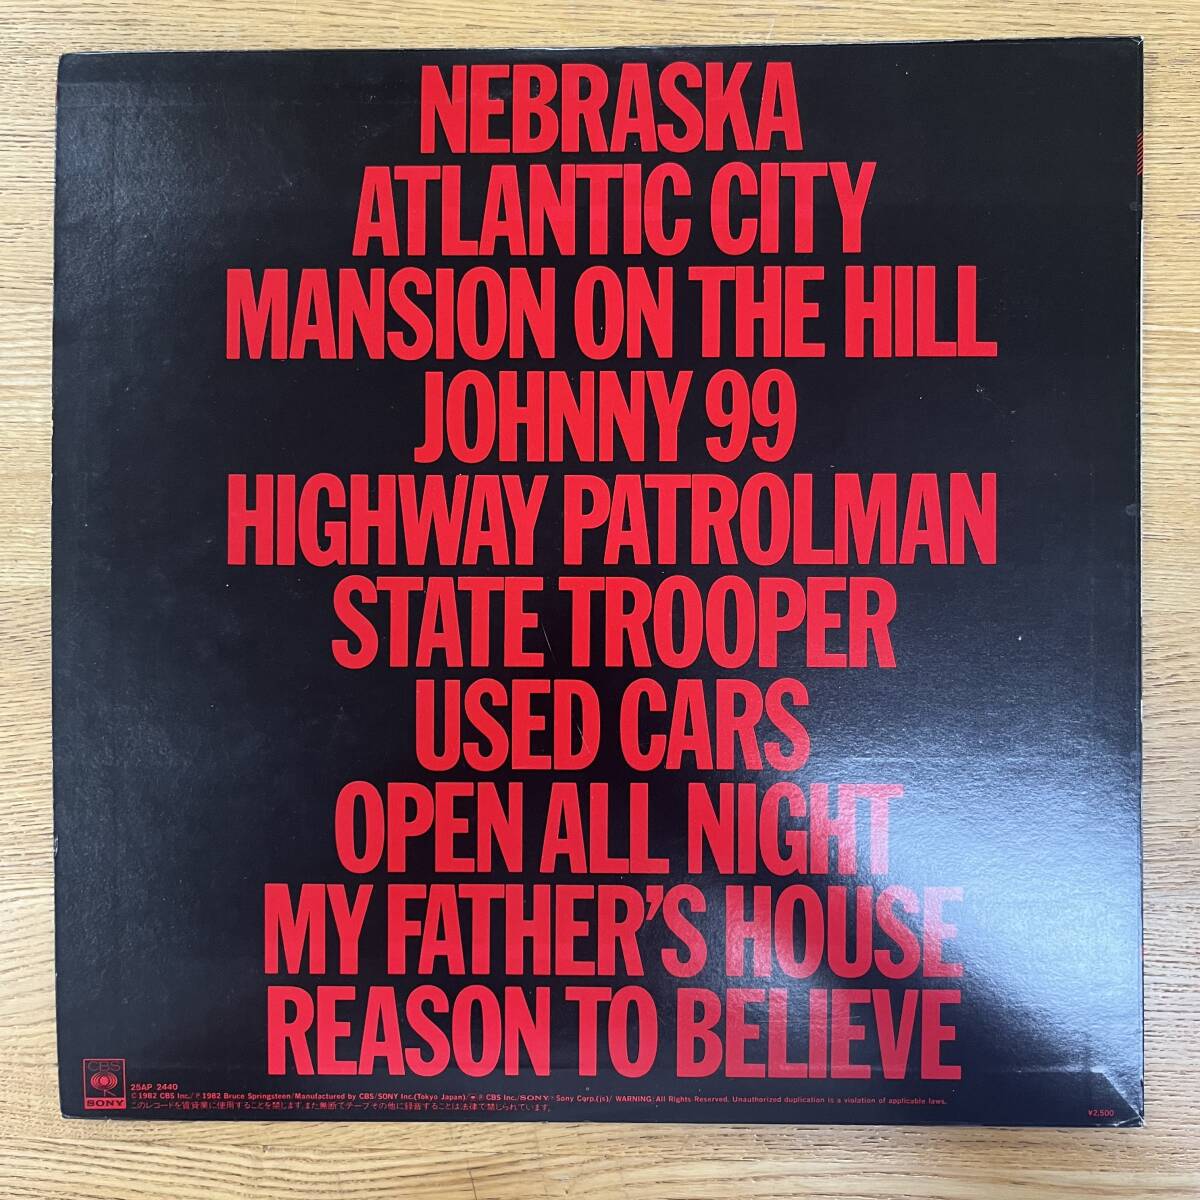 NEBRASKA
ATLANTIC CITY
MANSION ON THE HILL
JOHNNY 99
HIGHWAY PATROLMAN
STATE TROOPER
USED CARS
OPEN ALL NIGHT
MY FATHER'S HOUSE
REASON TO BELIEVE
CBS
SONY
25AP 2440
© 1982 CBS Inc./℗ 1982 Bruce Springsteen/Manufactured by CBS/SONY Inc.(Tokyo Japan)/ ℗ CBS Inc./SONY・Sony Corp.(js)/ WARNING: All Rights Reserved. Unauthorized duplication is a violation of applicable laws.
このレコードを賃貸業に使用することを禁じます。また無断でテープその他に録音することは法律で禁じられています。
¥2,500